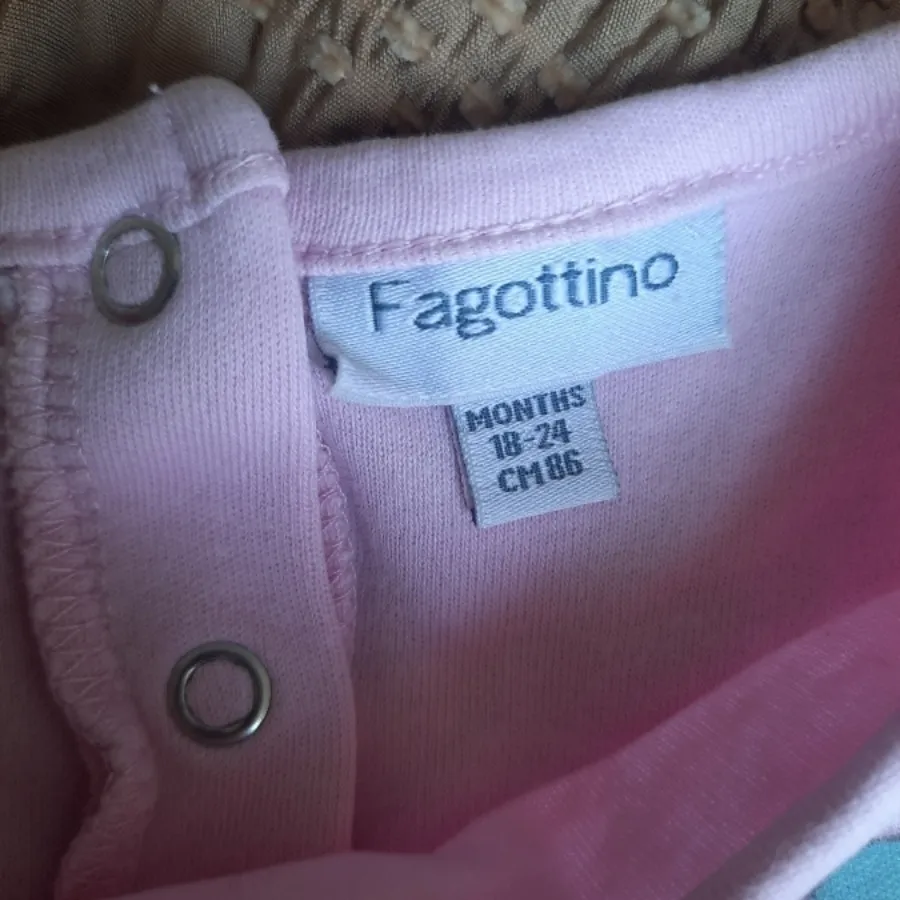 Fagottino
MONTHS
18-24
CM 86